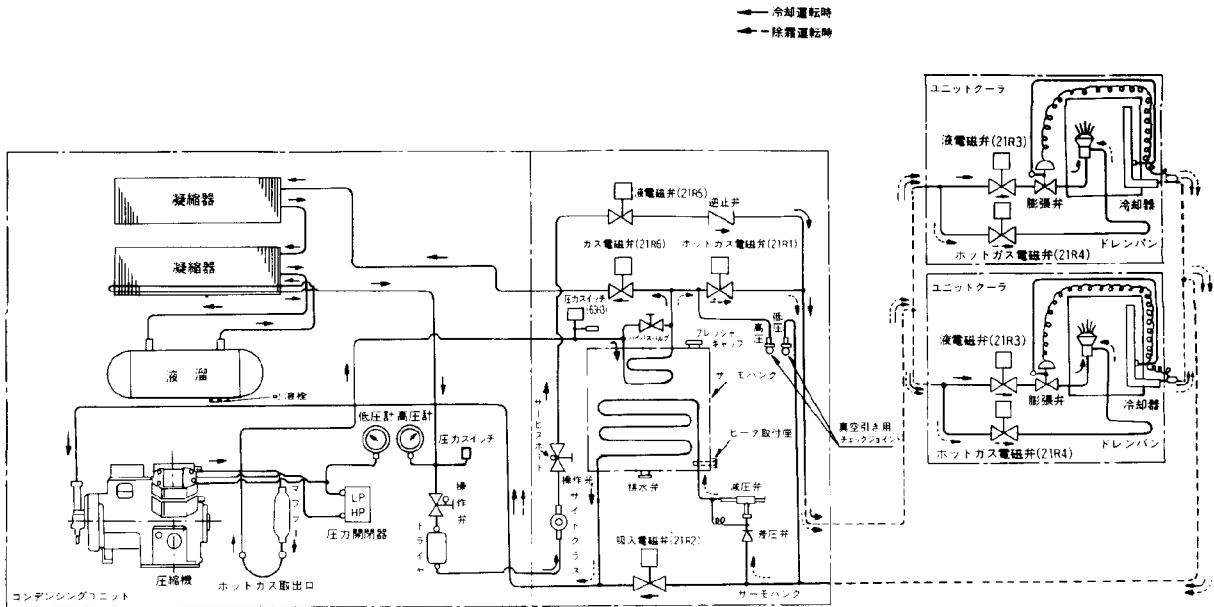 冷却運転時
除霜運転時
ユニットクーラ
液電磁弁(21R3)
膨張弁
冷却器
ドレンパン
ホットガス電磁弁(21R4)
ユニットクーラ
液電磁弁(21R3)
膨張弁
冷却器
ドレンパン
ホットガス電磁弁(21R4)
凝縮器
凝縮器
液溜
液電磁弁(21R5)
逆止弁
ガス電磁弁(21R6)
ホットガス電磁弁(21R1)
圧力スイッチ
(63H3)
バイパスバルブ
プレッシャ
キャップ
高圧
低圧
サーモバンク
真空引き用
チェックジョイント
ヒータ取付座
排水弁
減圧弁
差圧弁
吸入電磁弁(21R2)
サーモバンク
低圧計
高圧計
圧力スイッチ
サービスポット
操作弁
サイトグラス
操作弁
ドライヤ
LP
HP
圧力開閉器
マフラ
ホットガス取出口
圧縮機
コンデンシングユニット